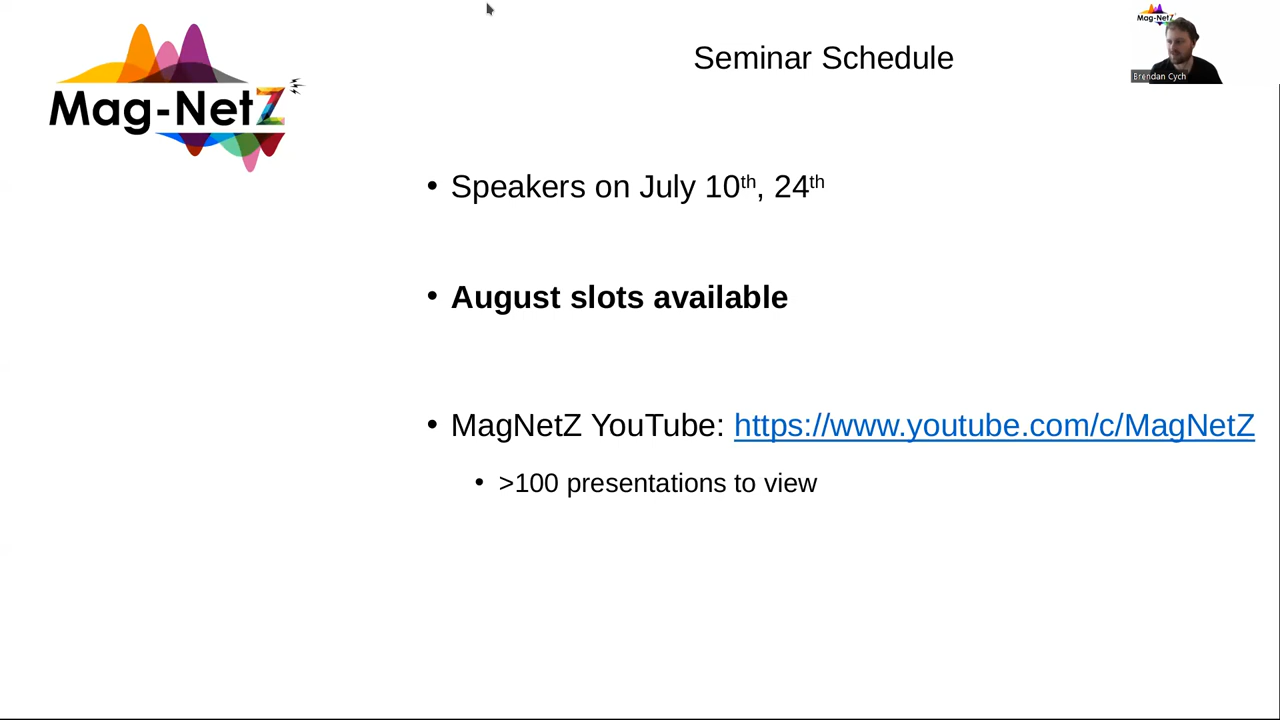 Seminar Schedule
Mag-NetZ
Mag-NetZ
Brendan Cych
• Speakers on July 10th, 24th
• August slots available
• MagNetZ YouTube: https://www.youtube.com/c/MagNetZ
• >100 presentations to view